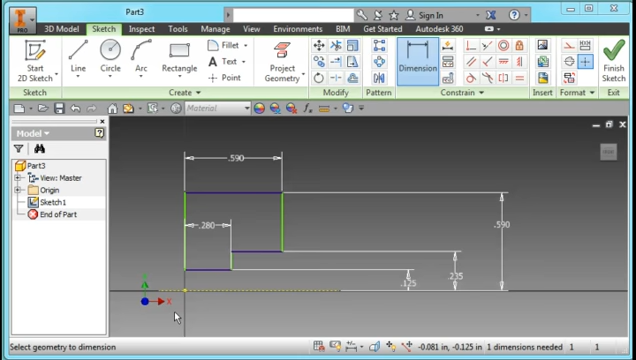 Part3
Sign In
PRO
3D Model Sketch Inspect Tools Manage View Environments BIM Get Started Autodesk 360
Start
2D Sketch
Line
Circle
Arc
Rectangle
Fillet
Text
Point
Project
Geometry
Dimension
Finish
Sketch
Sketch Create Modify Pattern Constrain Insert Format Exit
Material
Model
Part3
View: Master
Origin
Sketch1
End of Part
.590
.280
.590
.235
.125
X
Select geometry to dimension
-0.081 in, -0.125 in 1 dimensions needed 1 1